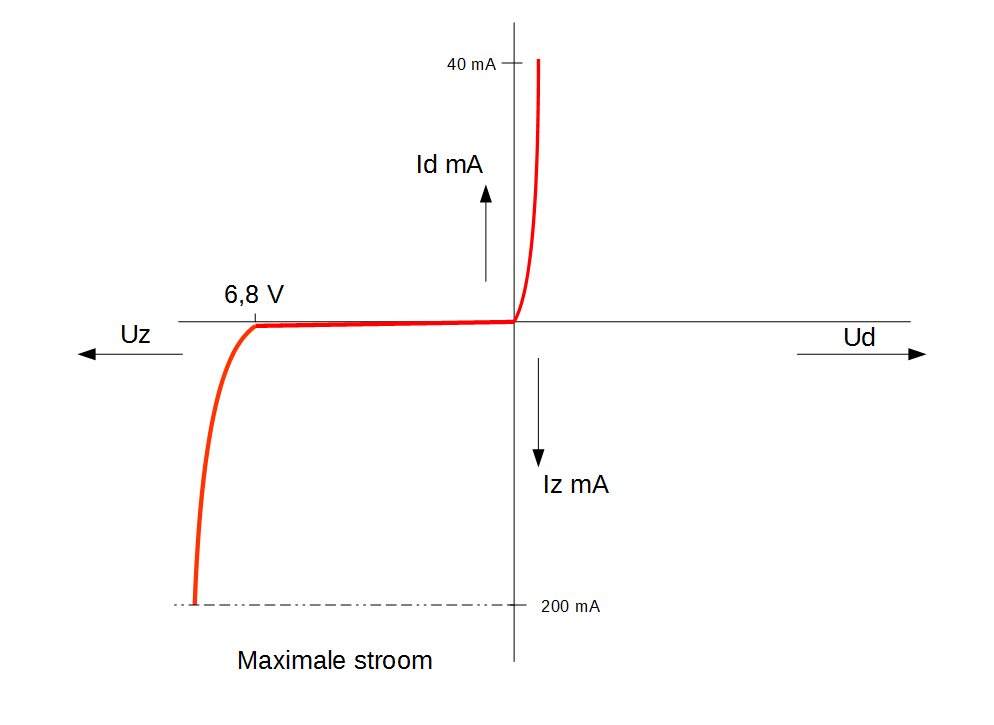 40 mA
Id mA
6,8 V
Uz
Ud
Iz mA
200 mA
Maximale stroom